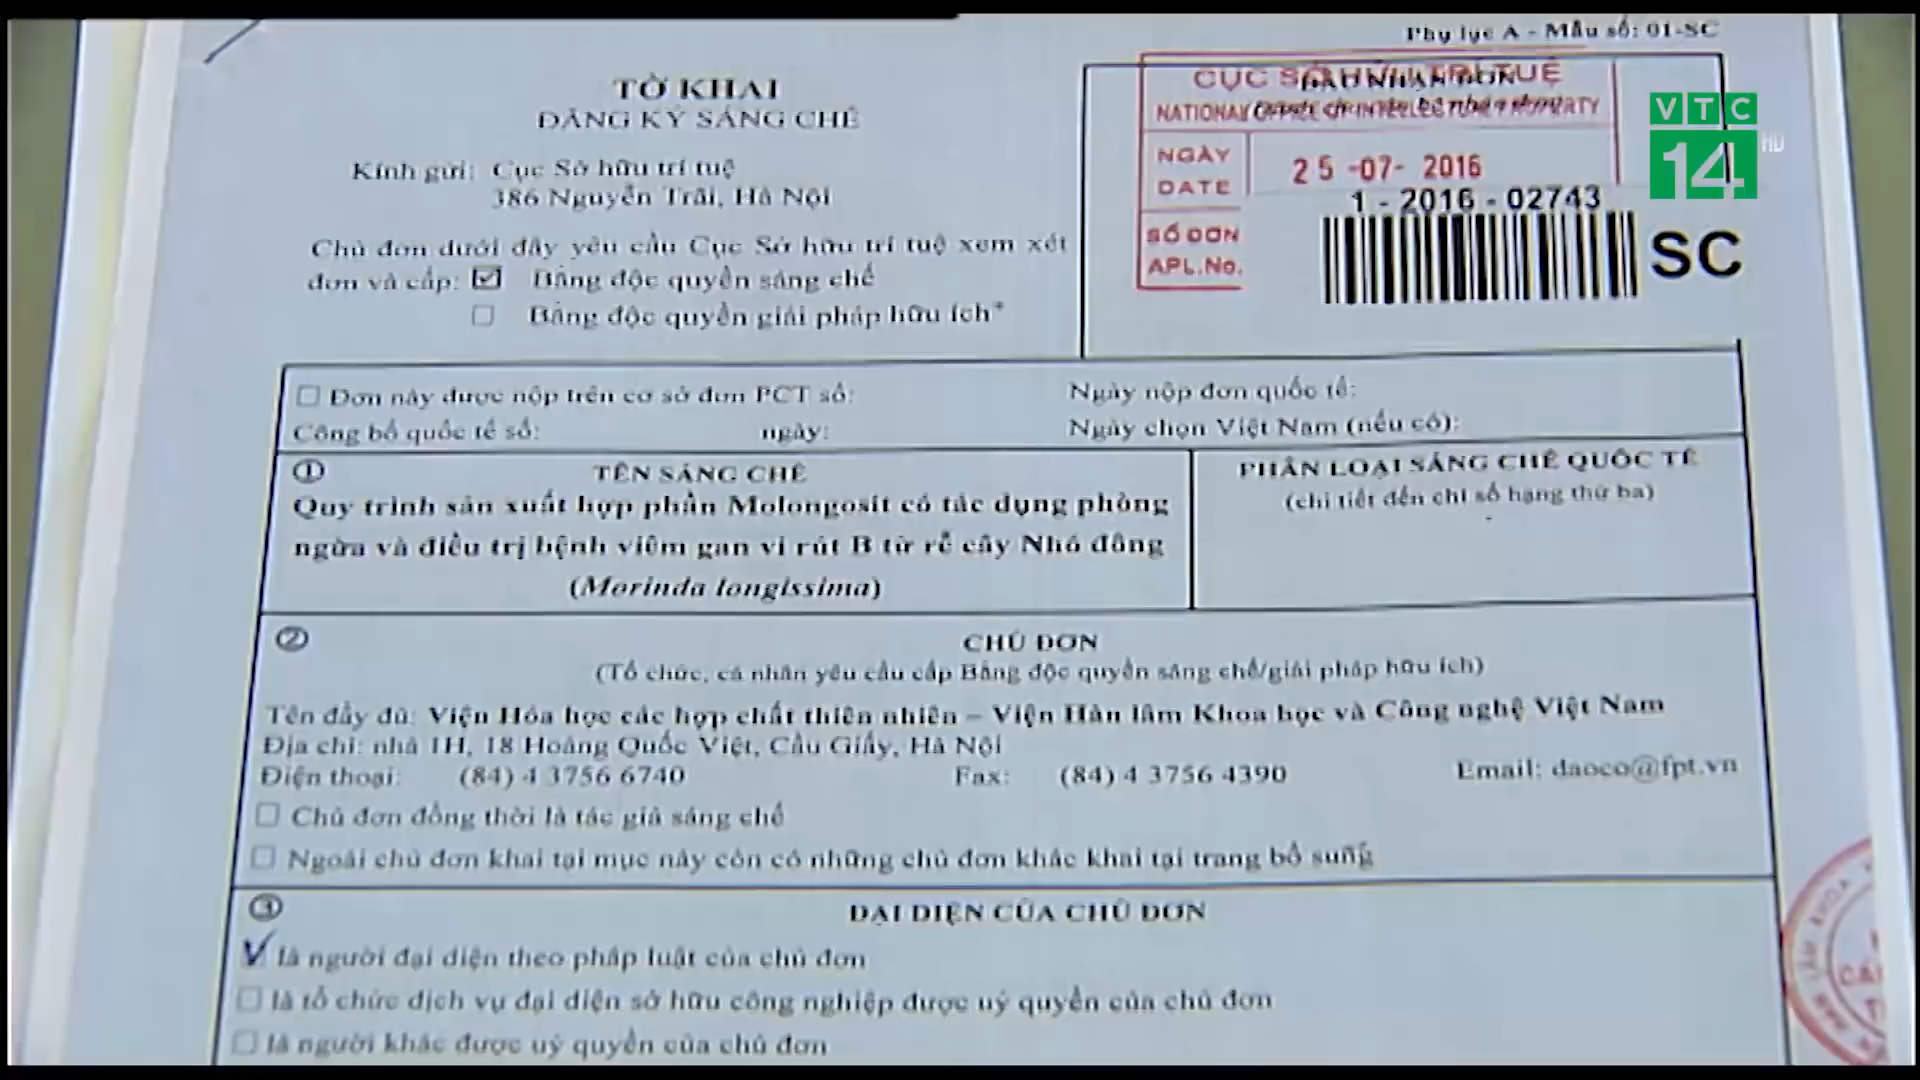 Phụ lục A - Mẫu số: 01-SC
TỜ KHAI
ĐĂNG KÝ SÁNG CHẾ
Kính gửi: Cục Sở hữu trí tuệ
386 Nguyễn Trãi, Hà Nội
Chủ đơn dưới đây yêu cầu Cục Sở hữu trí tuệ xem xét
đơn và cấp: ☑ Bằng độc quyền sáng chế
☐ Bằng độc quyền giải pháp hữu ích*
DẤU NHẬN ĐƠN
CỤC SỞ HỮU TRÍ TUỆ
NATIONAL OFFICE OF INTELLECTUAL PROPERTY
NGÀY
DATE
25 -07- 2016
1 - 2016 - 02743
SỐ ĐƠN
APL.No.
SC
VTC
14
HD
☐ Đơn này được nộp trên cơ sở đơn PCT số: Ngày nộp đơn quốc tế:
Công bố quốc tế số: ngày: Ngày chọn Việt Nam (nếu có):
① TÊN SÁNG CHẾ
Quy trình sản xuất hợp phần Molongosit có tác dụng phòng
ngừa và điều trị bệnh viêm gan vi rút B từ rễ cây Nhó đông
(Morinda longissima)
PHÂN LOẠI SÁNG CHẾ QUỐC TẾ
(chi tiết đến chỉ số hạng thứ ba)
② CHỦ ĐƠN
(Tổ chức, cá nhân yêu cầu cấp Bằng độc quyền sáng chế/giải pháp hữu ích)
Tên đầy đủ: Viện Hóa học các hợp chất thiên nhiên – Viện Hàn lâm Khoa học và Công nghệ Việt Nam
Địa chỉ: nhà 1H, 18 Hoàng Quốc Việt, Cầu Giấy, Hà Nội
Điện thoại: (84) 4 3756 6740 Fax: (84) 4 3756 4390 Email: daoco@fpt.vn
☐ Chủ đơn đồng thời là tác giả sáng chế
☐ Ngoài chủ đơn khai tại mục này còn có những chủ đơn khác khai tại trang bổ sung
③ ĐẠI DIỆN CỦA CHỦ ĐƠN
☑ là người đại diện theo pháp luật của chủ đơn
☐ là tổ chức dịch vụ đại diện sở hữu công nghiệp được uỷ quyền của chủ đơn
☐ là người khác được uỷ quyền của chủ đơn